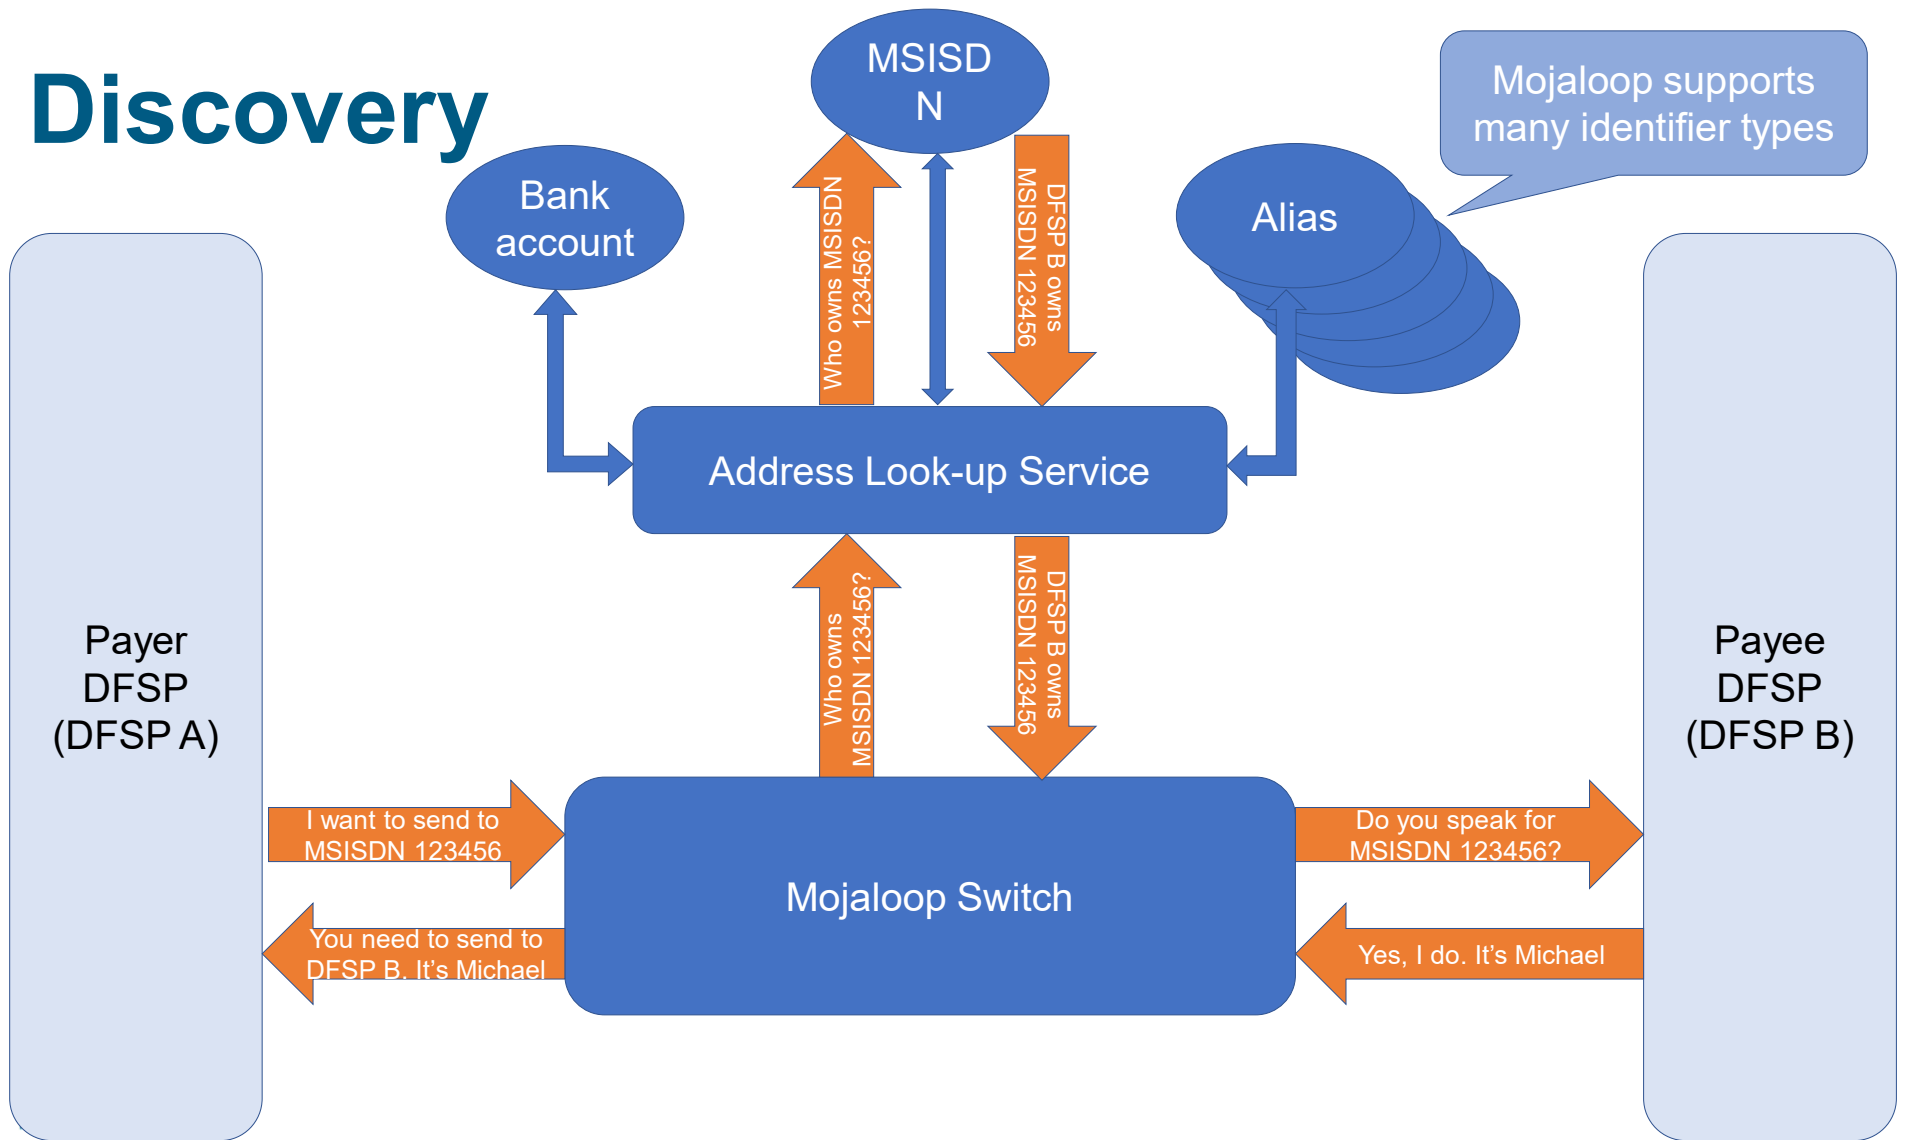 Discovery
MSISD
N
Mojaloop supports
many identifier types
Bank
account
Alias
Who owns MSISDN
123456?
DFSP B owns
MSISDN 123456
Address Look-up Service
Who owns
MSISDN 123456?
DFSP B owns
MSISDN 123456
Payer
DFSP
(DFSP A)
Payee
DFSP
(DFSP B)
I want to send to
MSISDN 123456
Do you speak for
MSISDN 123456?
Mojaloop Switch
You need to send to
DFSP B. It's Michael
Yes, I do. It's Michael